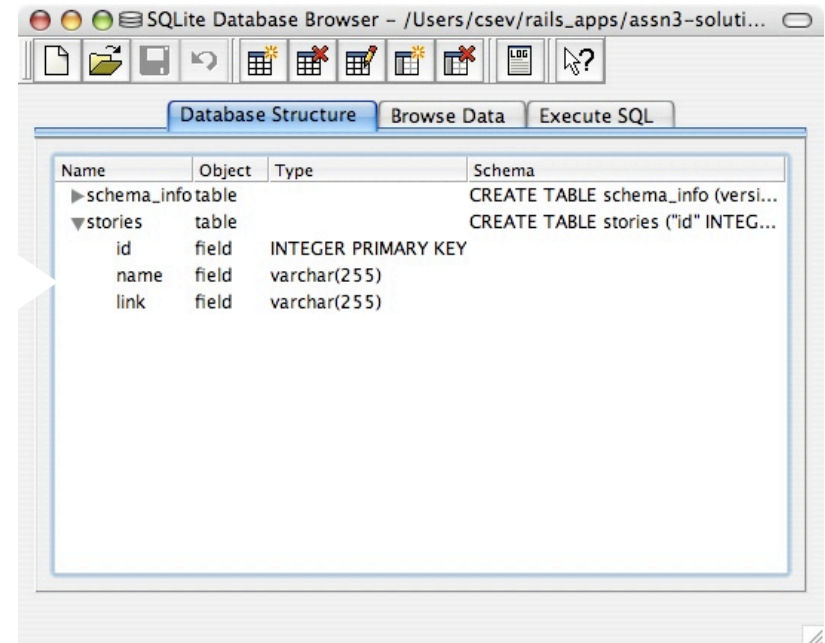 SQLite Database Browser – /Users/csev/rails_apps/assn3-soluti...
LOG
?
Database Structure Browse Data Execute SQL
Name Object Type Schema
schema_info table CREATE TABLE schema_info (versi...
stories table CREATE TABLE stories ("id" INTEG...
id field INTEGER PRIMARY KEY
name field varchar(255)
link field varchar(255)